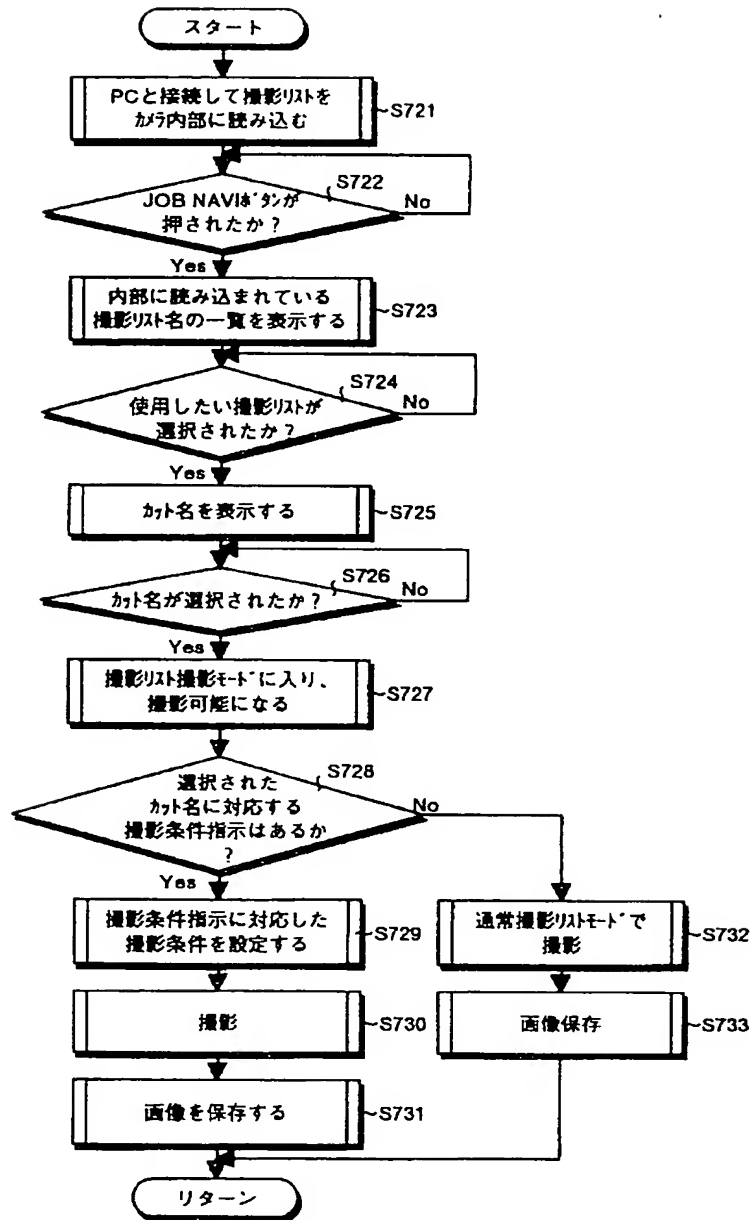 スタート
PCと接続して撮影リストを
カメラ内部に読み込む
S721
S722
JOB NAVIボタンが
押されたか?
No
Yes
内部に読み込まれている
撮影リスト名の一覧を表示する
S723
S724
使用したい撮影リストが
選択されたか?
No
Yes
カット名を表示する
S725
S726
カット名が選択されたか?
No
Yes
撮影リスト撮影モードに入り、
撮影可能になる
S727
S728
選択された
カット名に対応する
撮影条件指示はあるか
?
No
Yes
撮影条件指示に対応した
撮影条件を設定する
S729
通常撮影リストモードで
撮影
S732
撮影
S730
画像保存
S733
画像を保存する
S731
リターン